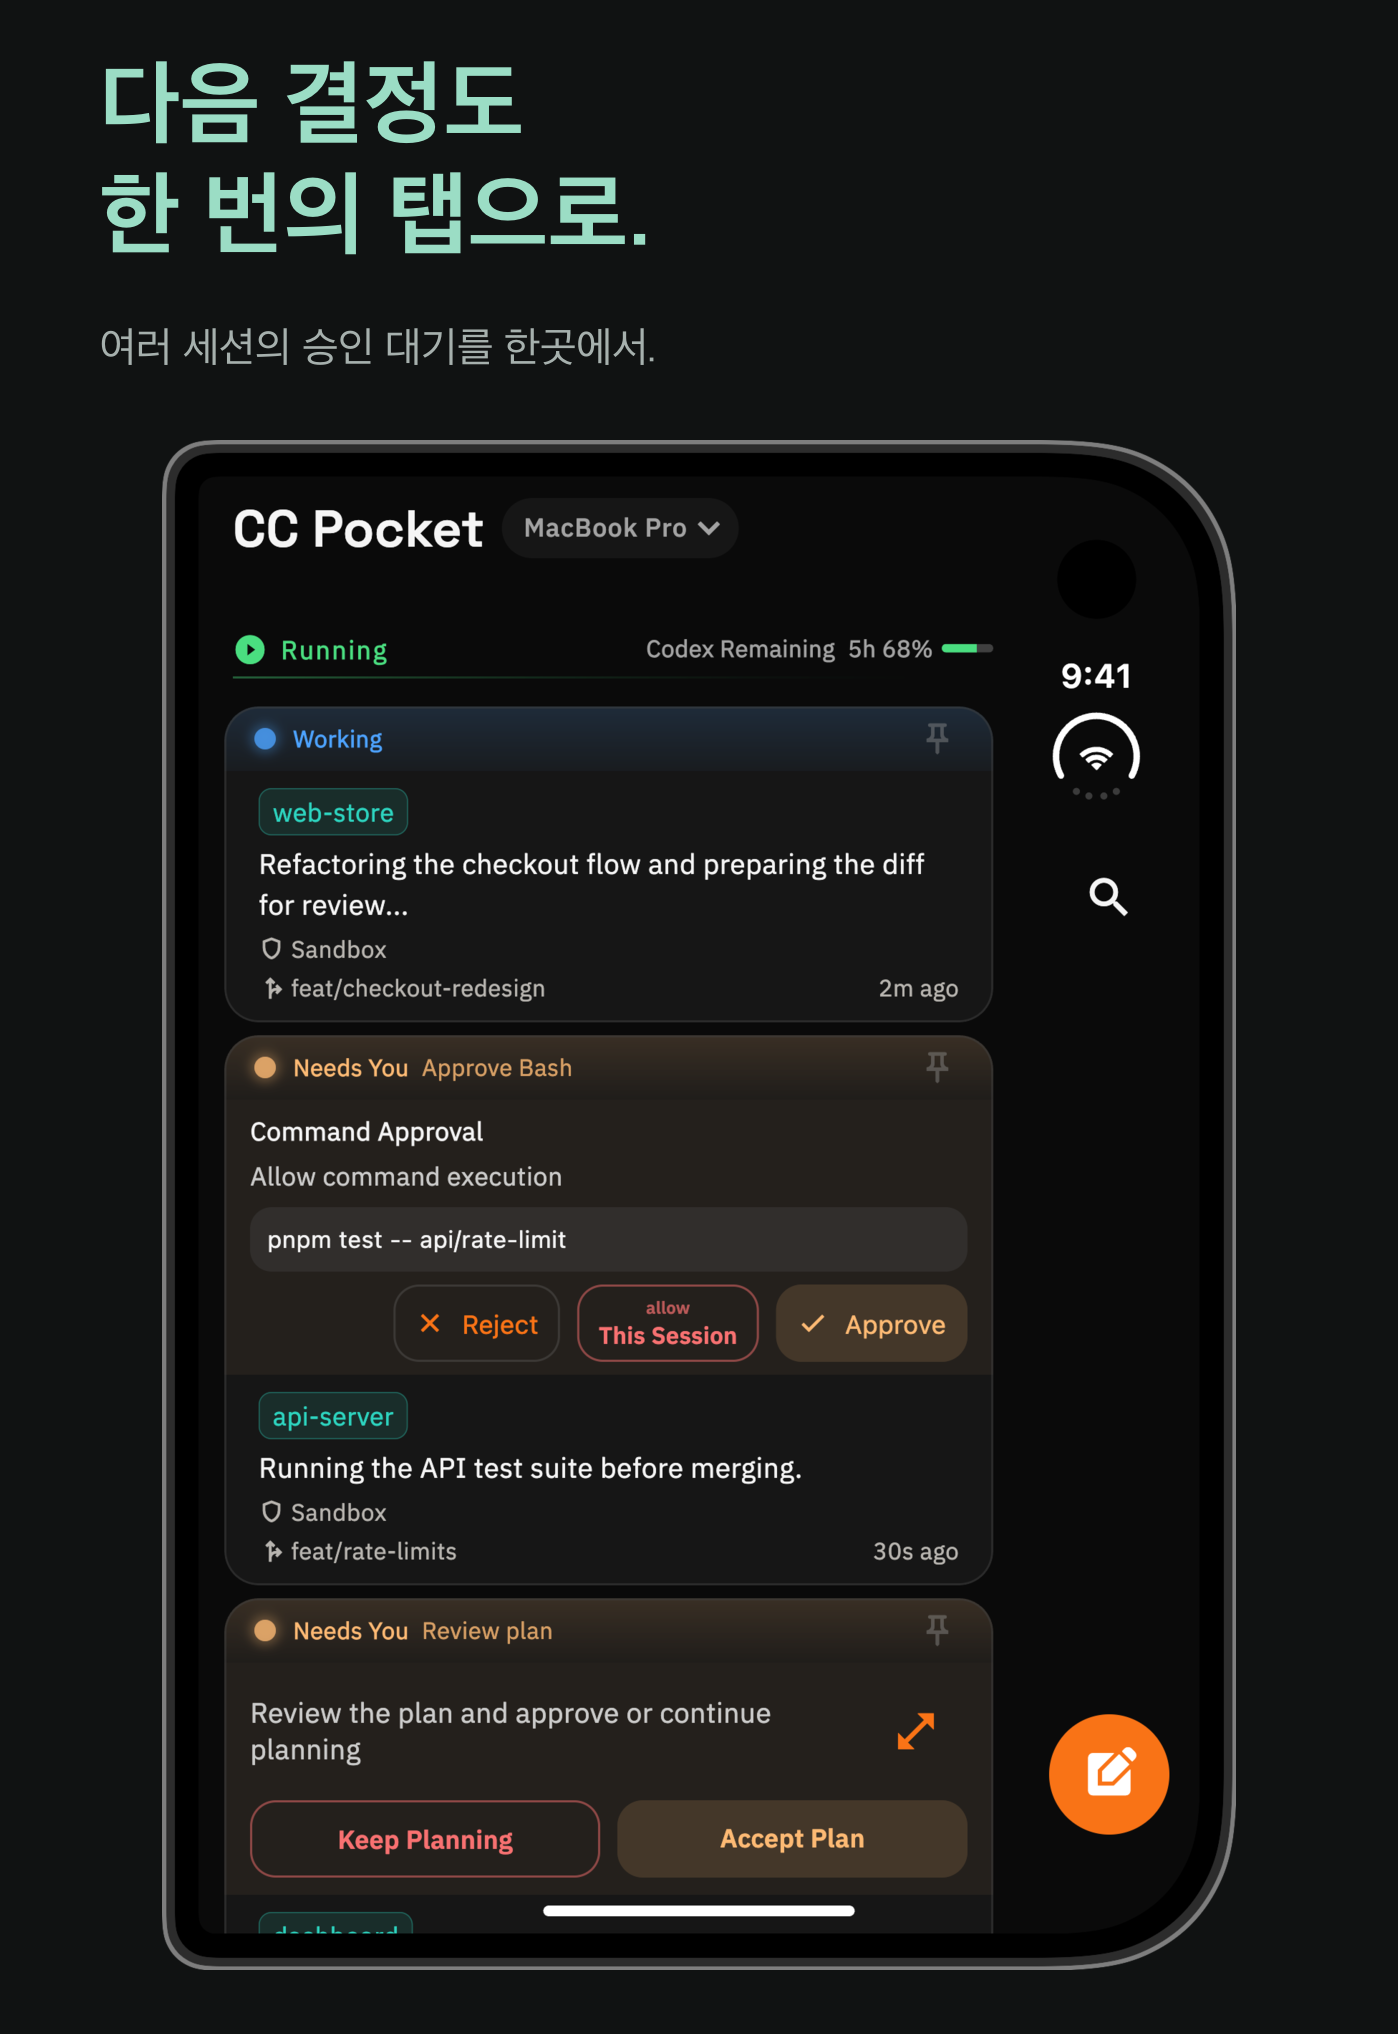 다음 결정도
한 번의 탭으로.
여러 세션의 승인 대기를 한곳에서.
CC Pocket
MacBook Pro
9:41
Running
Codex Remaining 5h 68%
Working
web-store
Refactoring the checkout flow and preparing the diff
for review...
Sandbox
feat/checkout-redesign
2m ago
Needs You Approve Bash
Command Approval
Allow command execution
pnpm test -- api/rate-limit
Reject
allow
This Session
Approve
api-server
Running the API test suite before merging.
Sandbox
feat/rate-limits
30s ago
Needs You Review plan
Review the plan and approve or continue
planning
Keep Planning
Accept Plan
dashboard